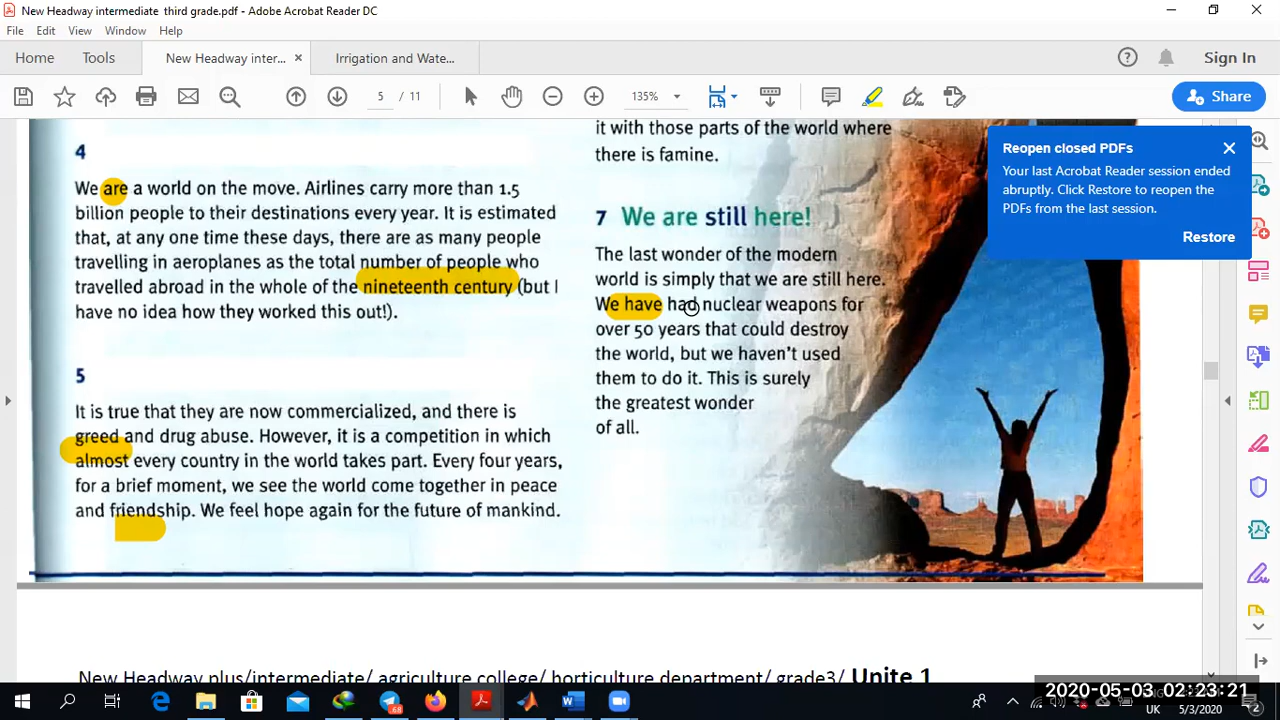 New Headway intermediate  third grade.pdf - Adobe Acrobat Reader DC
File Edit View Window Help
Home Tools New Headway inter... × Irrigation and Wate... Sign In
5 / 11 135% Share
Reopen closed PDFs
Your last Acrobat Reader session ended
abruptly. Click Restore to reopen the
PDFs from the last session.
Restore
4
We are a world on the move. Airlines carry more than 1.5
billion people to their destinations every year. It is estimated
that, at any one time these days, there are as many people
travelling in aeroplanes as the total number of people who
travelled abroad in the whole of the nineteenth century (but I
have no idea how they worked this out!).
5
It is true that they are now commercialized, and there is
greed and drug abuse. However, it is a competition in which
almost every country in the world takes part. Every four years,
for a brief moment, we see the world come together in peace
and friendship. We feel hope again for the future of mankind.
it with those parts of the world where
there is famine.
7 We are still here!
The last wonder of the modern
world is simply that we are still here.
We have had nuclear weapons for
over 50 years that could destroy
the world, but we haven't used
them to do it. This is surely
the greatest wonder
of all.
New Headway plus/intermediate/ agriculture college/ horticulture department/ grade3/ Unite 1
68
2020-05-03 02:23:21
UK 5/3/2020 2